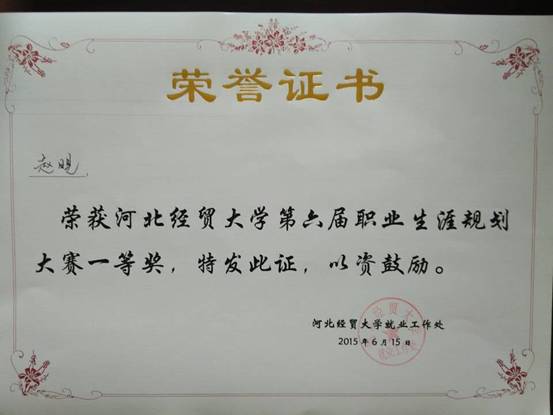 荣誉证书
赵晛
荣获河北经贸大学第六届职业生涯规划
大赛一等奖，特发此证，以资鼓励。
河北经贸大学就业工作处
2015年6月15日